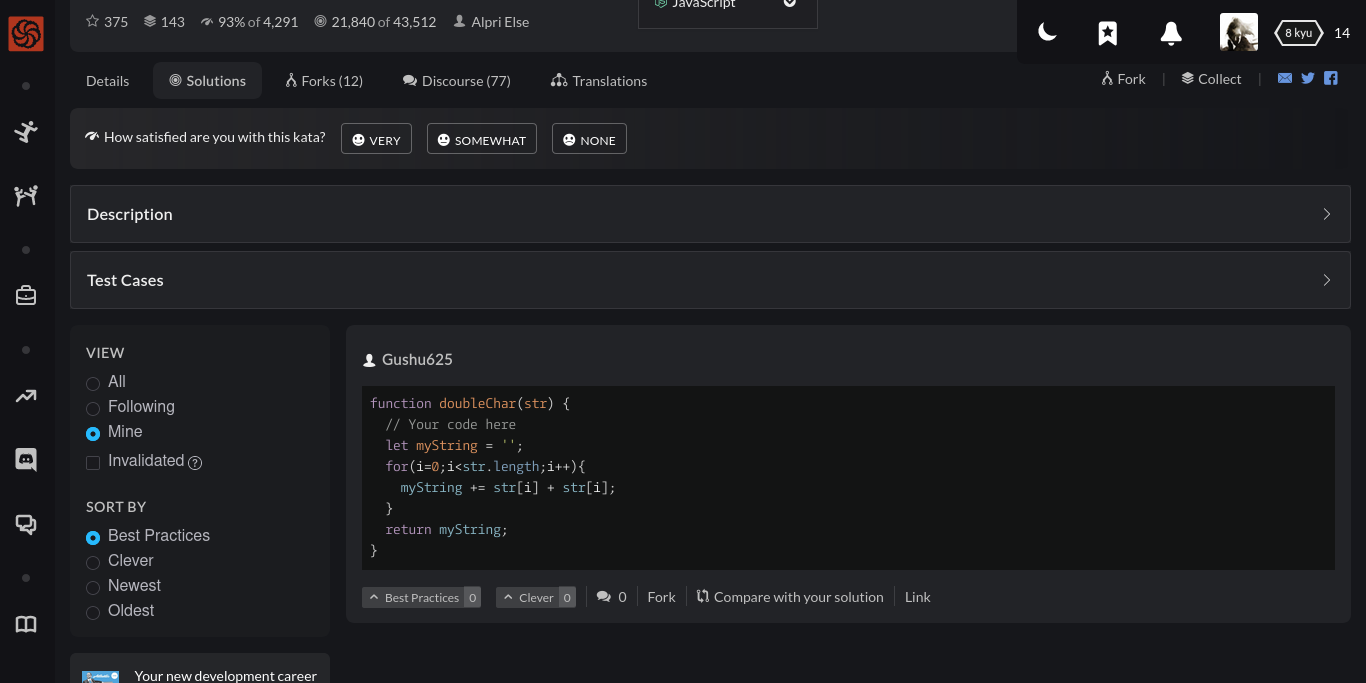 375 143 93% of 4,291 21,840 of 43,512 Alpri Else
JavaScript
8 kyu 14
Details Solutions Forks (12) Discourse (77) Translations
Fork Collect
How satisfied are you with this kata? VERY SOMEWHAT NONE
Description
Test Cases
VIEW
All
Following
Mine
Invalidated
SORT BY
Best Practices
Clever
Newest
Oldest
Your new development career
Gushu625
function doubleChar(str) {
  // Your code here
  let myString = '';
  for(i=0;i<str.length;i++){
    myString += str[i] + str[i];
  }
  return myString;
}
Best Practices 0 Clever 0 0 Fork Compare with your solution Link